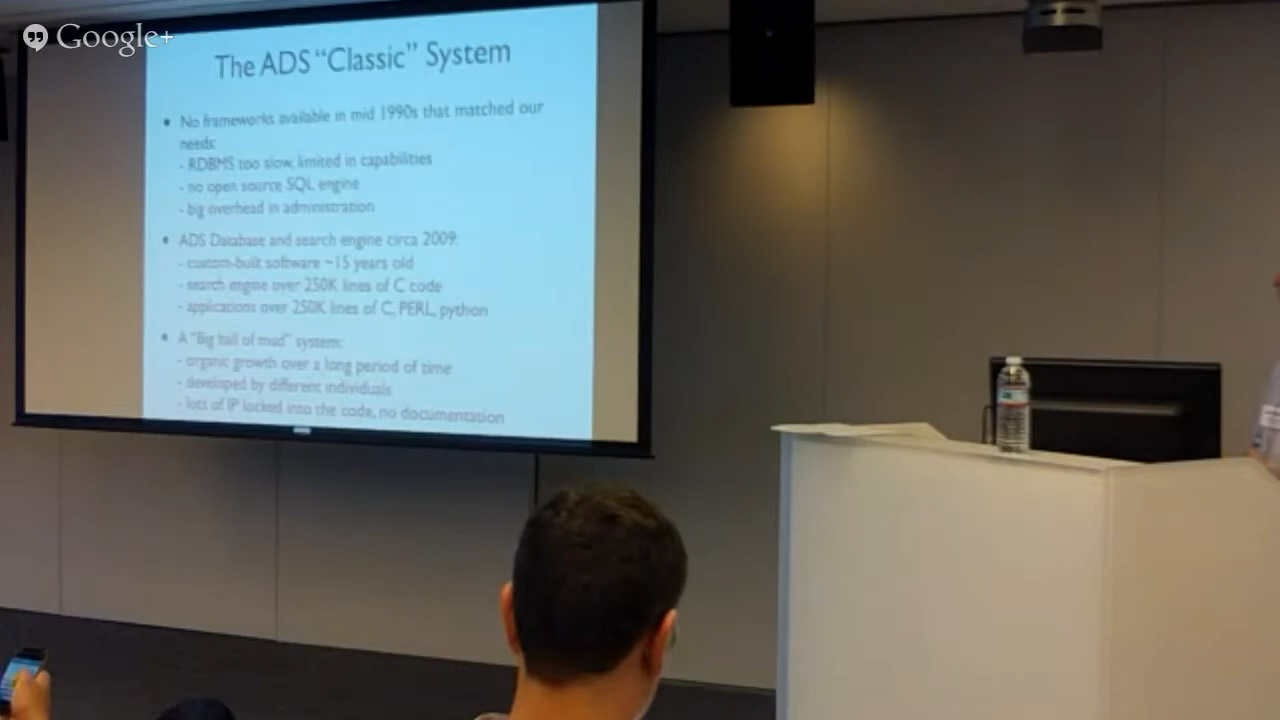 Google+
The ADS “Classic” System
• No frameworks available in mid 1990s that matched our
needs:
- RDBMS too slow, limited in capabilities
- no open source SQL engine
- big overhead in administration
• ADS Database and search engine circa 2009:
- custom-built software ~15 years old
- search engine over 250K lines of C code
- applications over 250K lines of C, PERL, python
• A “Big ball of mud” system:
- organic growth over a long period of time
- developed by different individuals
- lots of IP locked into the code, no documentation